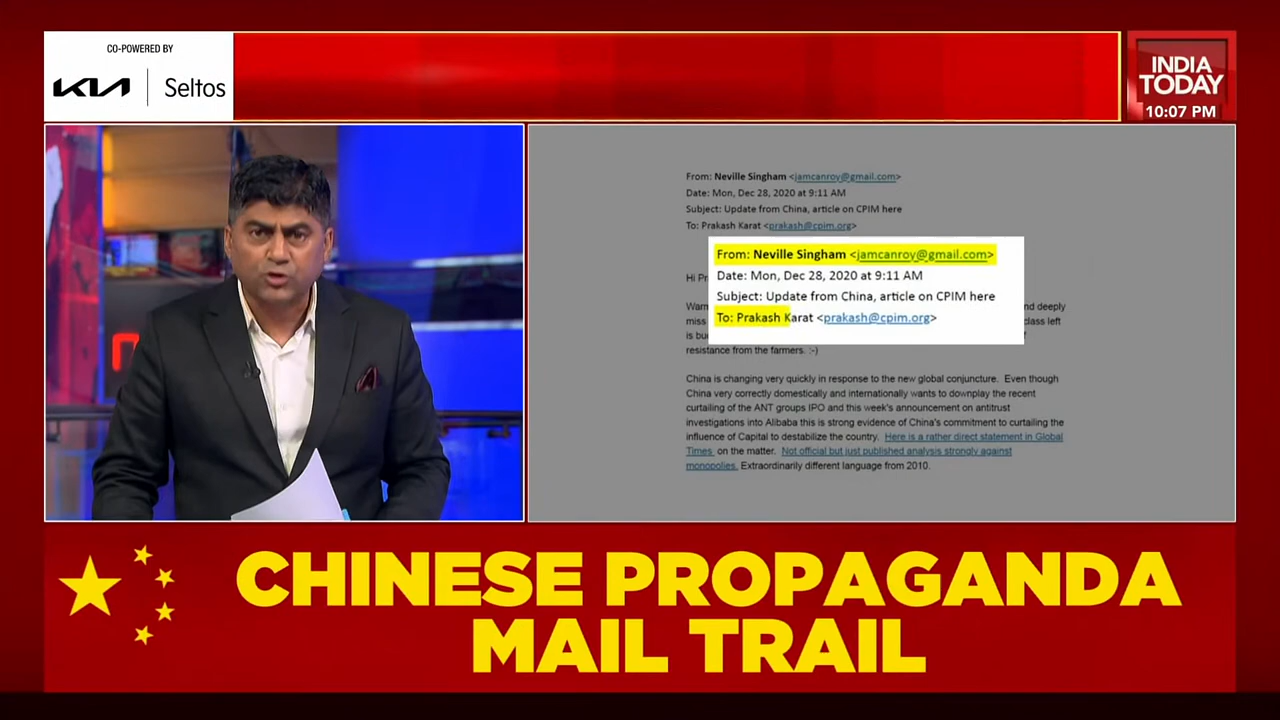 CO-POWERED BY
KIA | Seltos
INDIA
TODAY
10:07 PM
From: Neville Singham <jamcanroy@gmail.com>
Date: Mon, Dec 28, 2020 at 9:11 AM
Subject: Update from China, article on CPIM here
To: Prakash Karat <prakash@cpim.org>
From: Neville Singham <jamcanroy@gmail.com>
Date: Mon, Dec 28, 2020 at 9:11 AM
Subject: Update from China, article on CPIM here
To: Prakash Karat <prakash@cpim.org>
Hi
nd deeply
miss
left
is
resistance from the farmers. :-)
China is changing very quickly in response to the new global conjuncture. Even though
China very correctly domestically and internationally wants to downplay the recent
curtailing of the ANT groups IPO and this week's announcement on antitrust
investigations into Alibaba this is strong evidence of China's commitment to curtailing the
influence of Capital to destabilize the country. Here is a rather direct statement in Global
Times on the matter. Not official but just published analysis strongly against
monopolies. Extraordinarily different language from 2010.
CHINESE PROPAGANDA
MAIL TRAIL